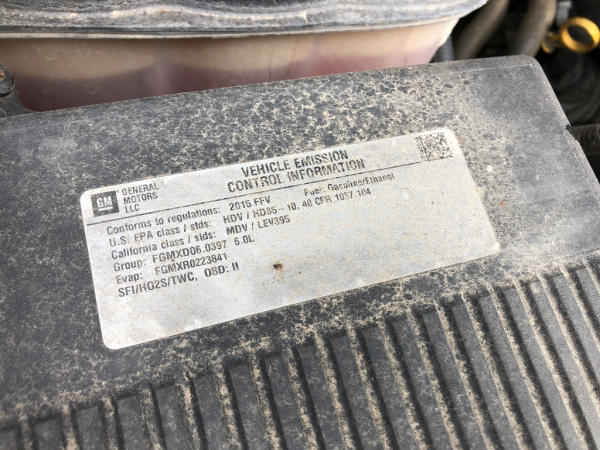 GM
GENERAL
MOTORS
LLC
VEHICLE EMISSION
CONTROL INFORMATION
Conforms to regulations: 2015 FFV Fuel: Gasoline/Ethanol
U.S. EPA class / stds: HDV / HD85-10, 40 CFR 1037.104
California class / stds: MDV / LEV395
Group: FGMXD06.0397 6.0L
Evap: FGMXR0223841
SFI/HO2S/TWC, OBD: II